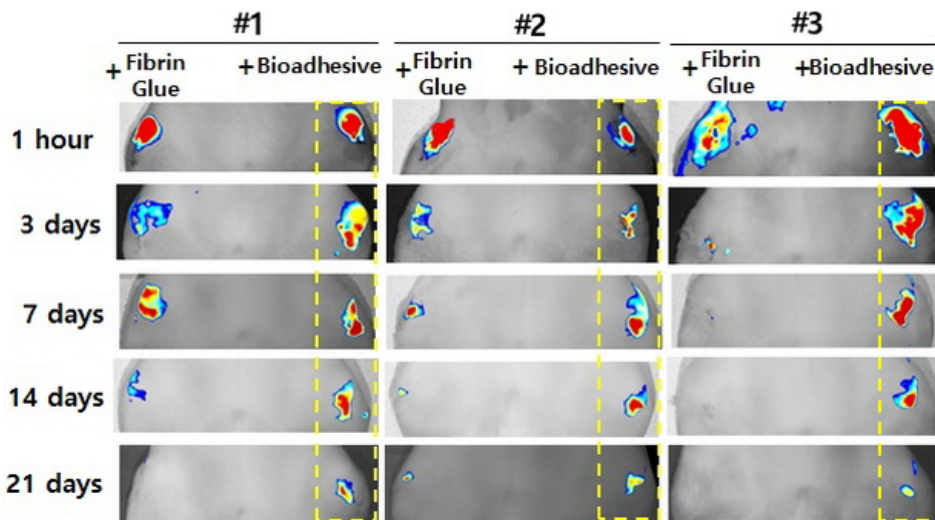 #1 #2 #3
+ Fibrin Glue + Bioadhesive + Fibrin Glue + Bioadhesive + Fibrin Glue +Bioadhesive
1 hour
3 days
7 days
14 days
21 days